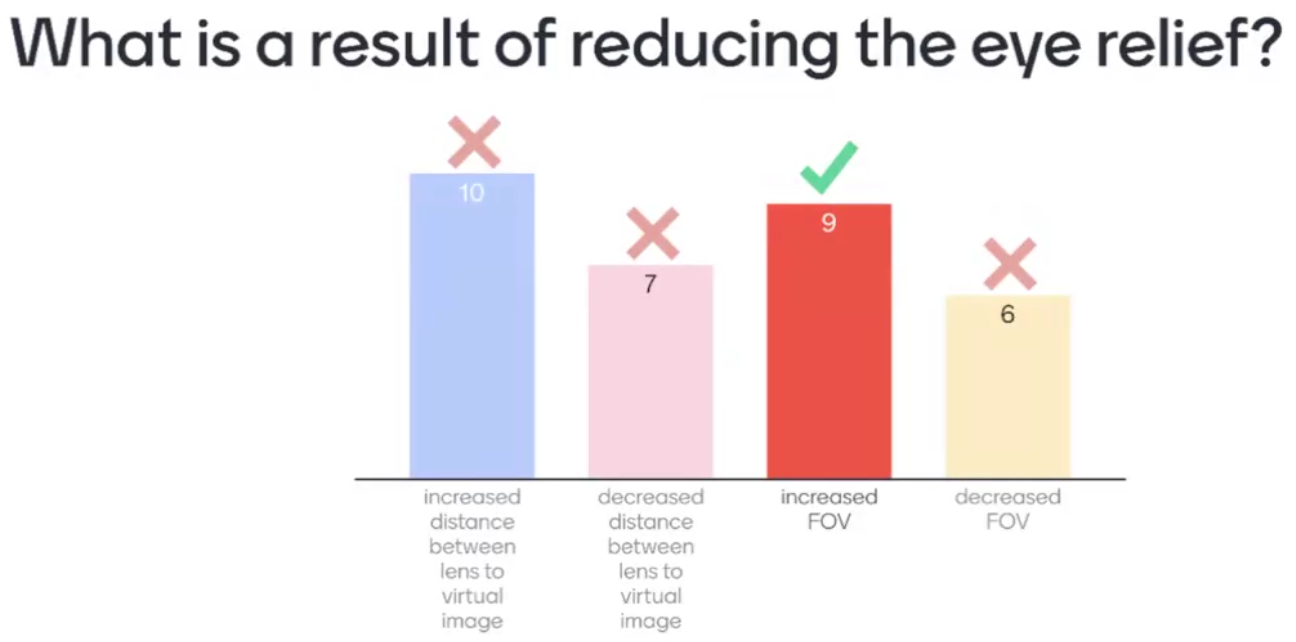 What is a result of reducing the eye relief?
10
7
9
6
increased
distance
between
lens to
virtual
image
decreased
distance
between
lens to
virtual
image
increased
FOV
decreased
FOV